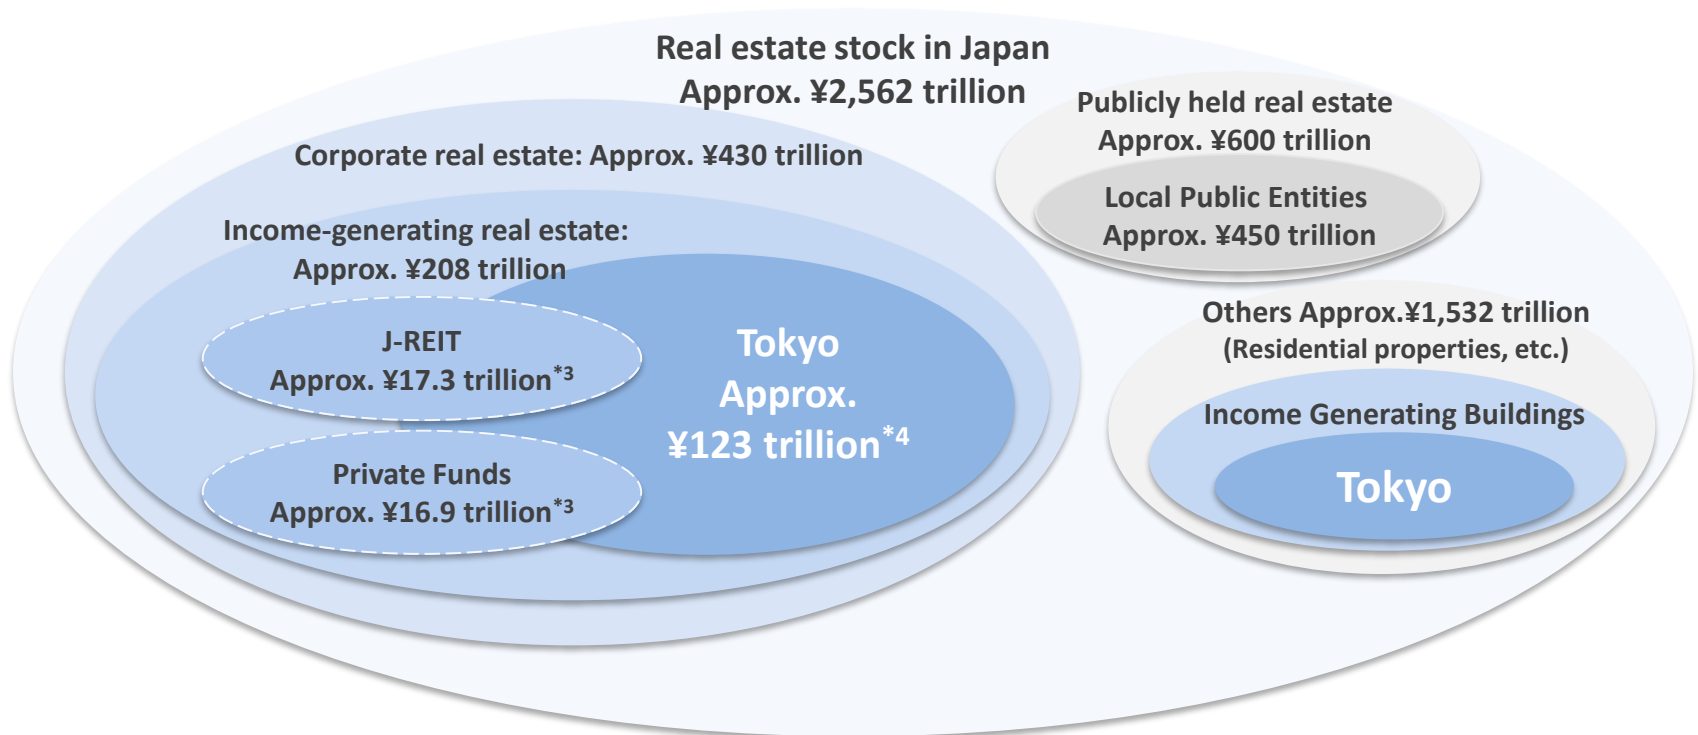 Real estate stock in Japan
Approx. ¥2,562 trillion
Corporate real estate: Approx. ¥430 trillion
Income-generating real estate:
Approx. ¥208 trillion
J-REIT
Approx. ¥17.3 trillion*3
Private Funds
Approx. ¥16.9 trillion*3
Tokyo
Approx.
¥123 trillion*4
Publicly held real estate
Approx. ¥600 trillion
Local Public Entities
Approx. ¥450 trillion
Others Approx.¥1,532 trillion
(Residential properties, etc.)
Income Generating Buildings
Tokyo